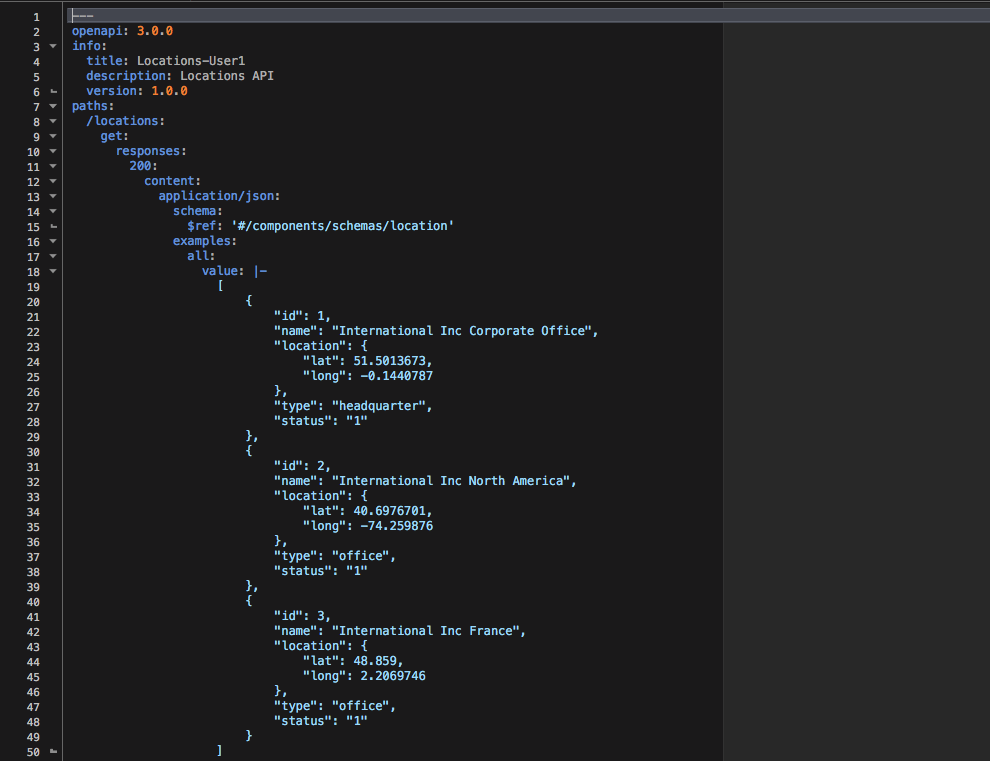 1 ---
2 openapi: 3.0.0
3 info:
4   title: Locations-User1
5   description: Locations API
6   version: 1.0.0
7 paths:
8   /locations:
9     get:
10       responses:
11         200:
12           content:
13             application/json:
14               schema:
15                 $ref: '#/components/schemas/location'
16               examples:
17                 all:
18                   value: |-
19                     [
20                         {
21                             "id": 1,
22                             "name": "International Inc Corporate Office",
23                             "location": {
24                                 "lat": 51.5013673,
25                                 "long": -0.1440787
26                             },
27                             "type": "headquarter",
28                             "status": "1"
29                         },
30                         {
31                             "id": 2,
32                             "name": "International Inc North America",
33                             "location": {
34                                 "lat": 40.6976701,
35                                 "long": -74.259876
36                             },
37                             "type": "office",
38                             "status": "1"
39                         },
40                         {
41                             "id": 3,
42                             "name": "International Inc France",
43                             "location": {
44                                 "lat": 48.859,
45                                 "long": 2.2069746
46                             },
47                             "type": "office",
48                             "status": "1"
49                         }
50                     ]